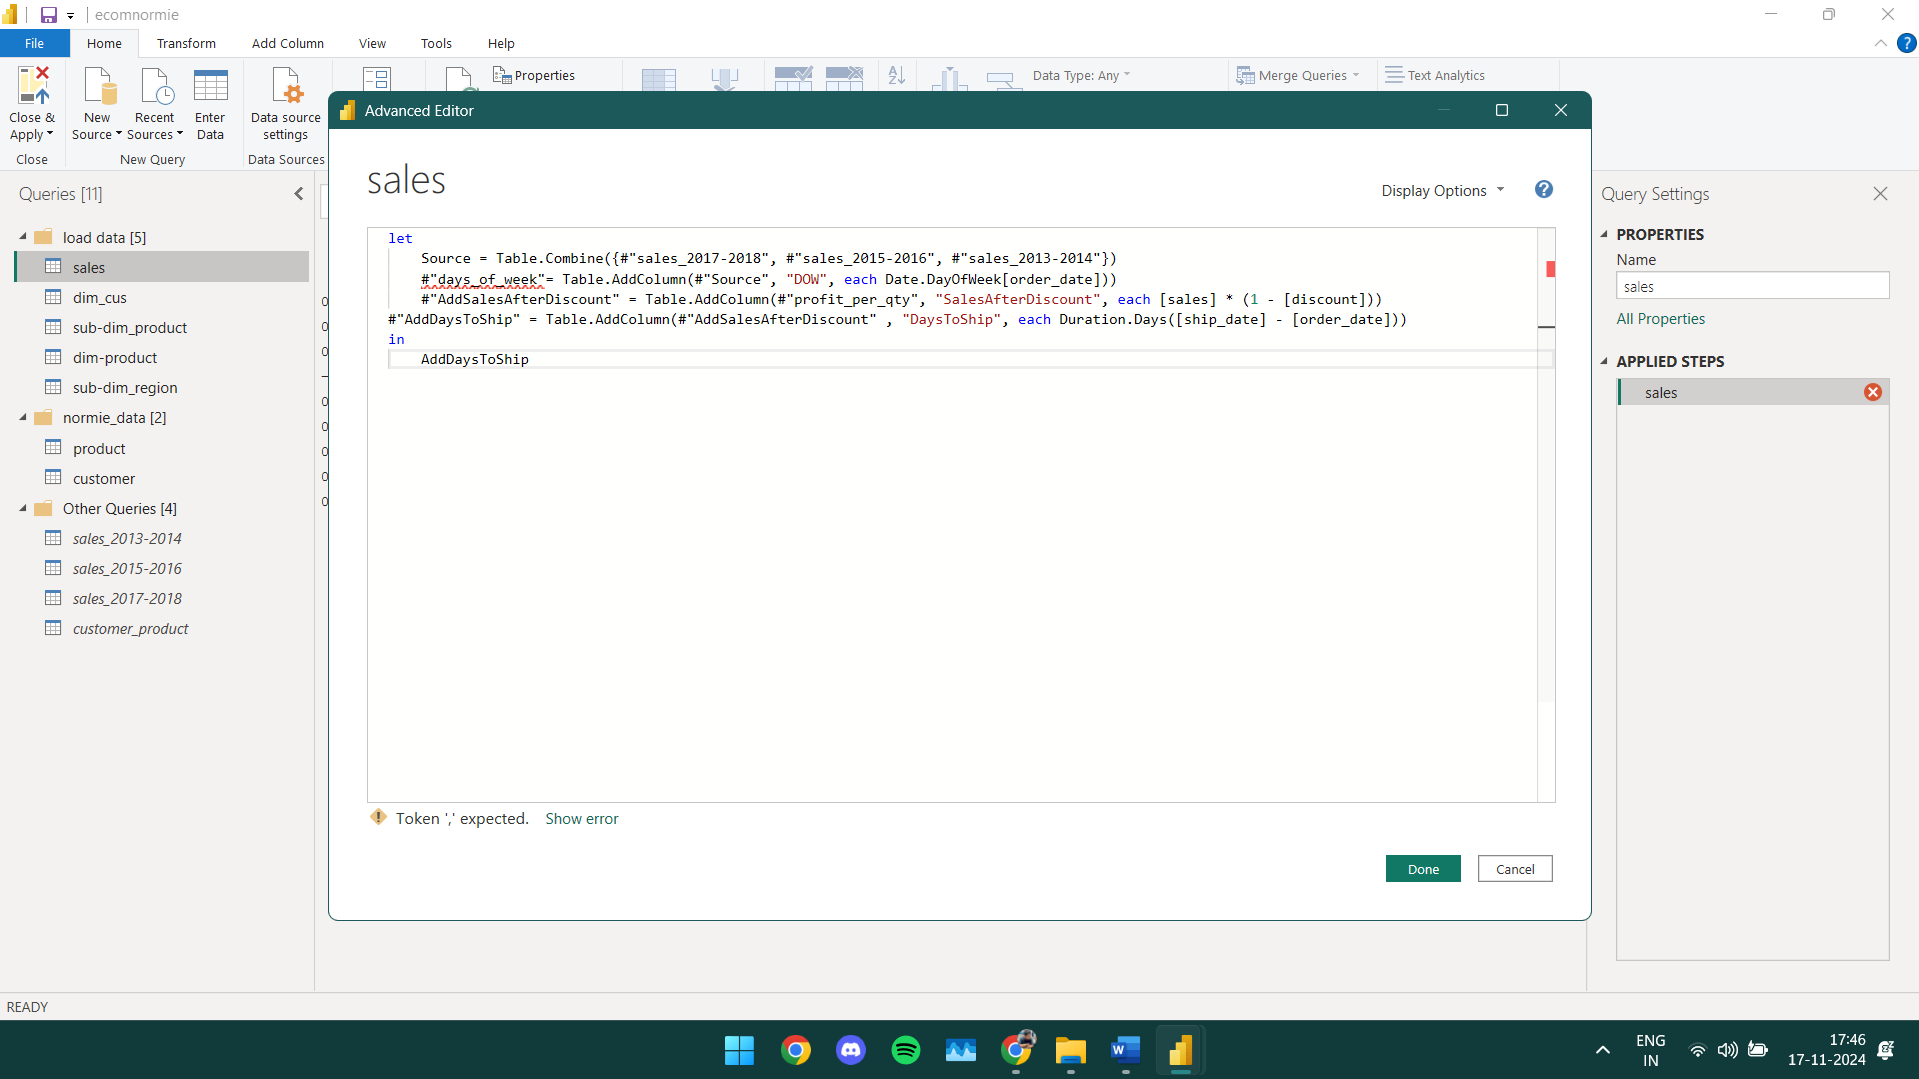 ecomnormie
File Home Transform Add Column View Tools Help
Close & Apply
New Source
Recent Sources
Enter Data
Data source settings
Properties
Data Type: Any
Merge Queries
Text Analytics
Close
New Query
Data Sources
Advanced Editor
Queries [11]
load data [5]
sales
dim_cus
sub-dim_product
dim-product
sub-dim_region
normie_data [2]
product
customer
Other Queries [4]
sales_2013-2014
sales_2015-2016
sales_2017-2018
customer_product
sales
Display Options
let
Source = Table.Combine({#"sales_2017-2018", #"sales_2015-2016", #"sales_2013-2014"})
#"days_of_week"= Table.AddColumn(#"Source", "DOW", each Date.DayOfWeek[order_date]))
#"AddSalesAfterDiscount" = Table.AddColumn(#"profit_per_qty", "SalesAfterDiscount", each [sales] * (1 - [discount]))
#"AddDaysToShip" = Table.AddColumn(#"AddSalesAfterDiscount" , "DaysToShip", each Duration.Days([ship_date] - [order_date]))
in
AddDaysToShip
Token ',' expected. Show error
Done Cancel
Query Settings
PROPERTIES
Name
sales
All Properties
APPLIED STEPS
sales
READY
ENG
IN
17:46
17-11-2024